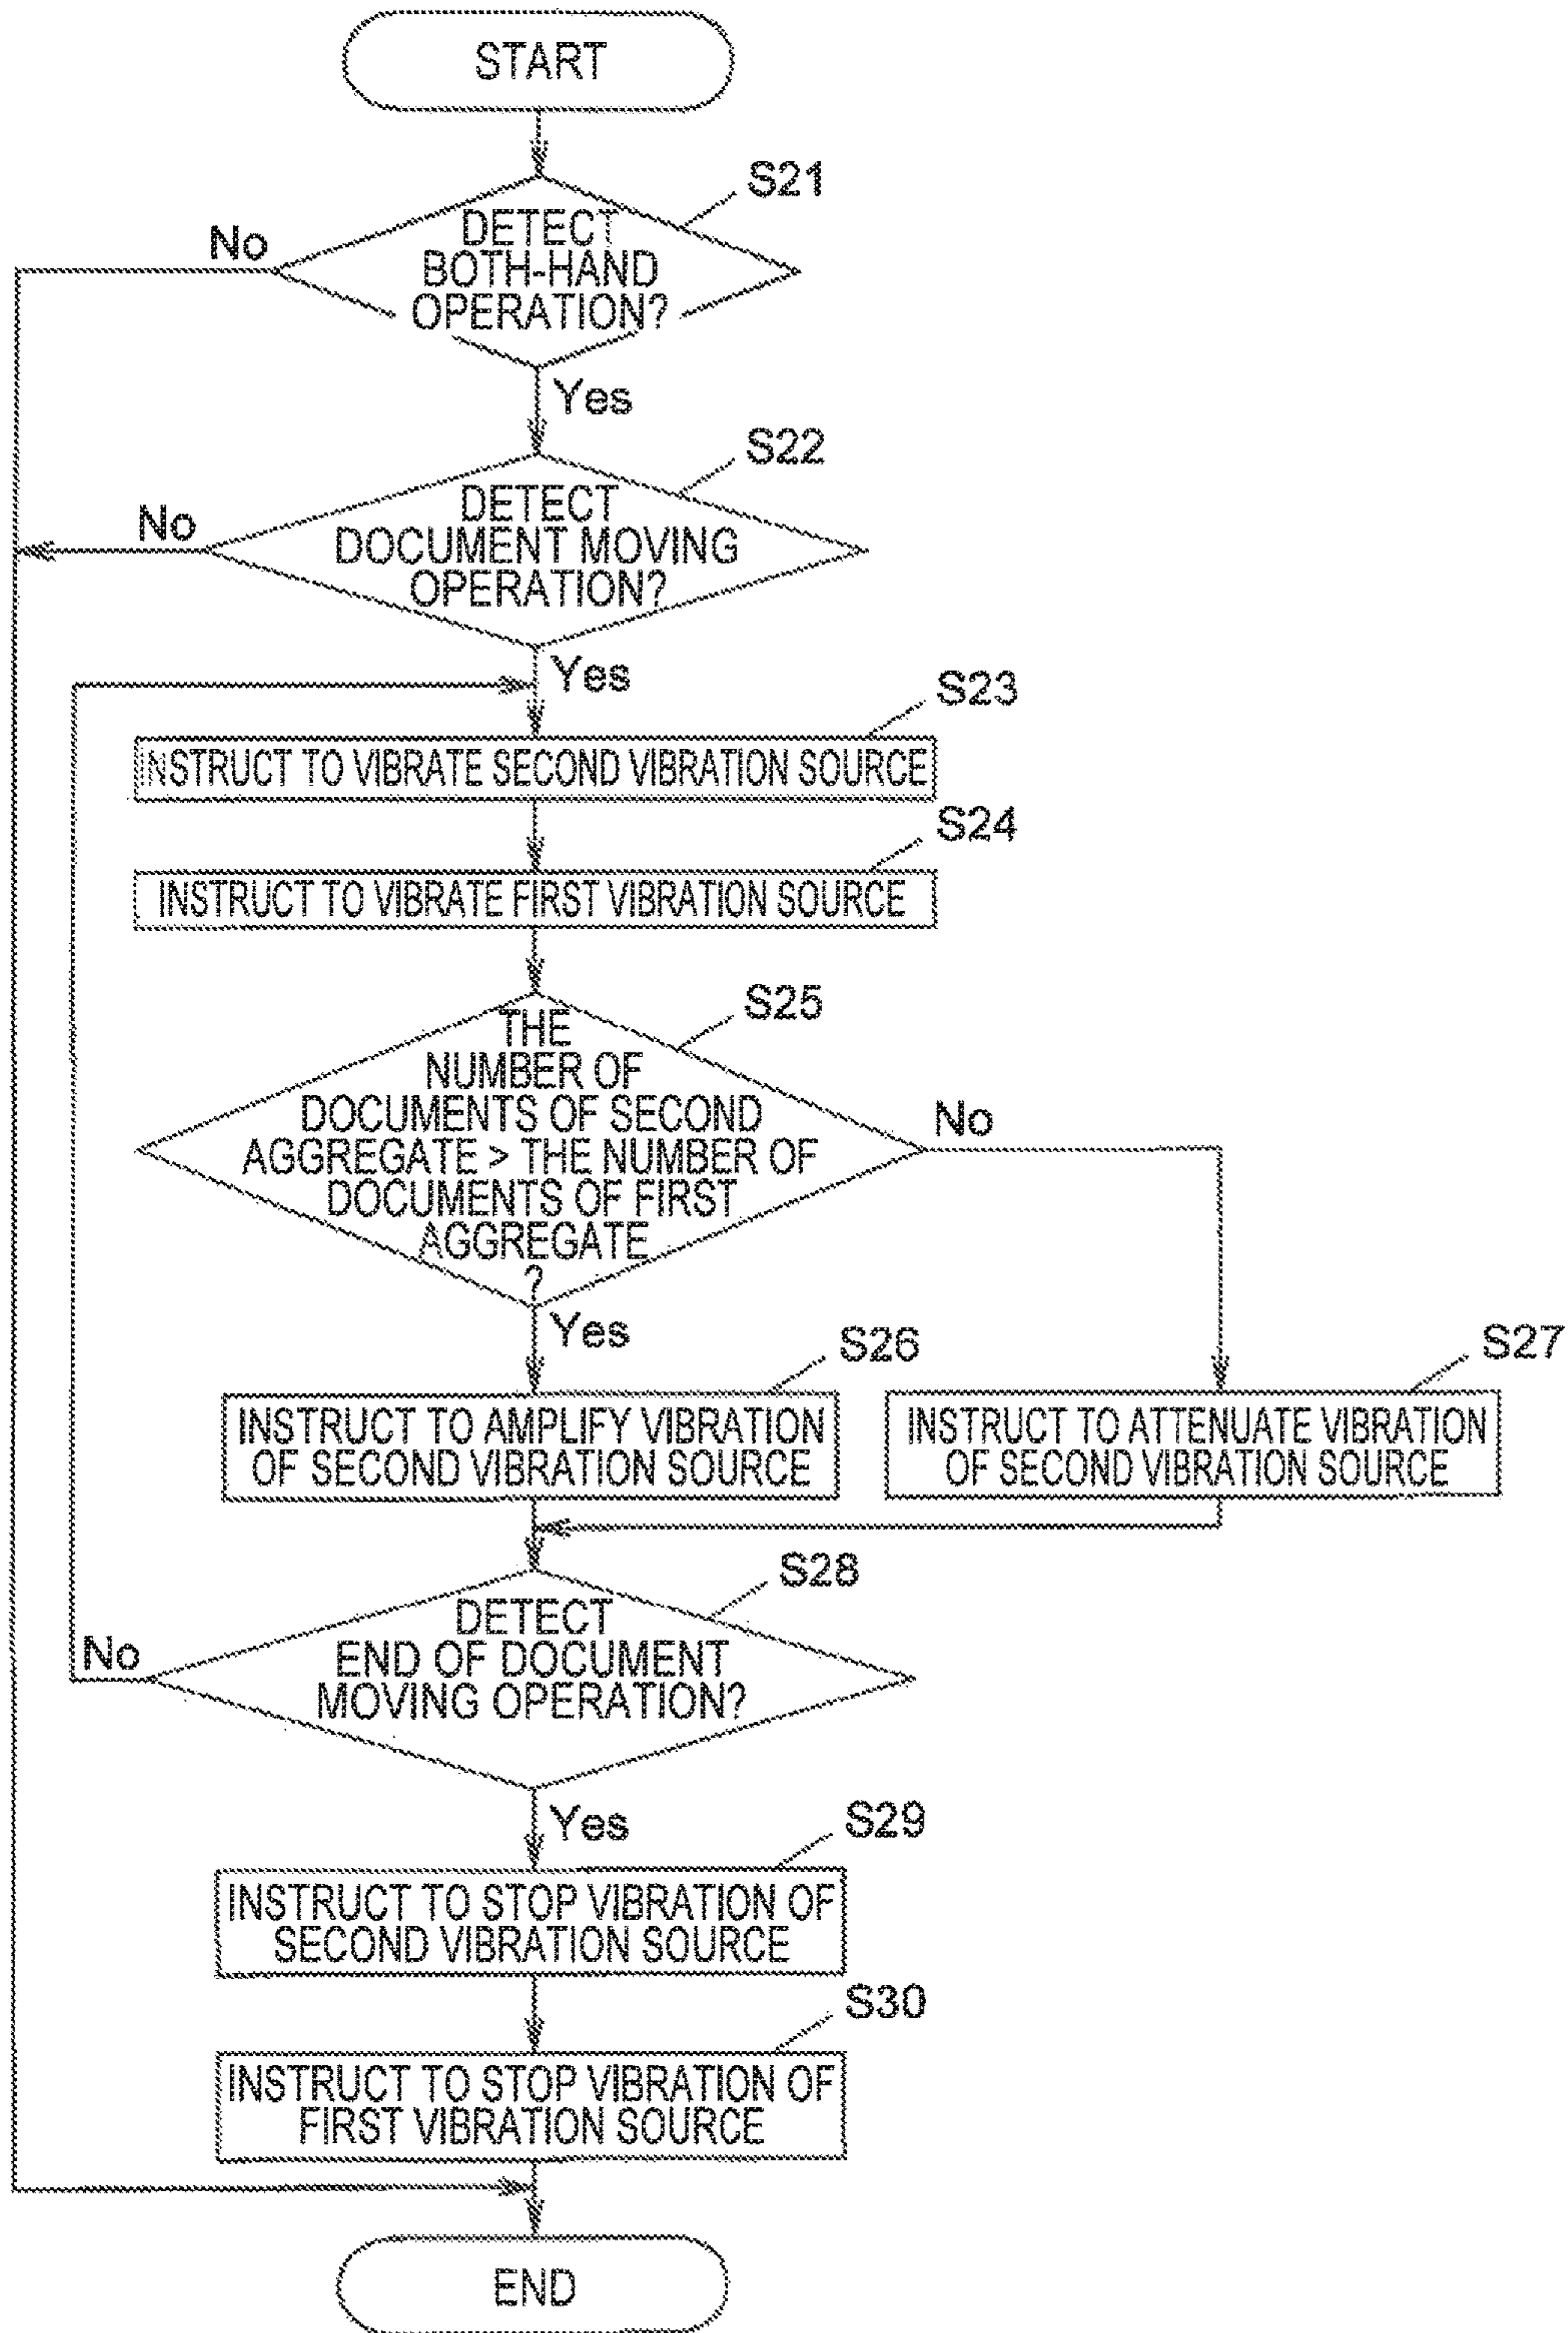 START
S21
No
DETECT
BOTH-HAND
OPERATION?
Yes
S22
No
DETECT
DOCUMENT MOVING
OPERATION?
Yes
S23
INSTRUCT TO VIBRATE SECOND VIBRATION SOURCE
S24
INSTRUCT TO VIBRATE FIRST VIBRATION SOURCE
S25
THE
NUMBER OF
DOCUMENTS OF SECOND
AGGREGATE > THE NUMBER OF
DOCUMENTS OF FIRST
AGGREGATE
?
No
Yes
S26
S27
INSTRUCT TO AMPLIFY VIBRATION
OF SECOND VIBRATION SOURCE
INSTRUCT TO ATTENUATE VIBRATION
OF SECOND VIBRATION SOURCE
S28
DETECT
END OF DOCUMENT
MOVING OPERATION?
No
Yes
S29
INSTRUCT TO STOP VIBRATION OF
SECOND VIBRATION SOURCE
S30
INSTRUCT TO STOP VIBRATION OF
FIRST VIBRATION SOURCE
END